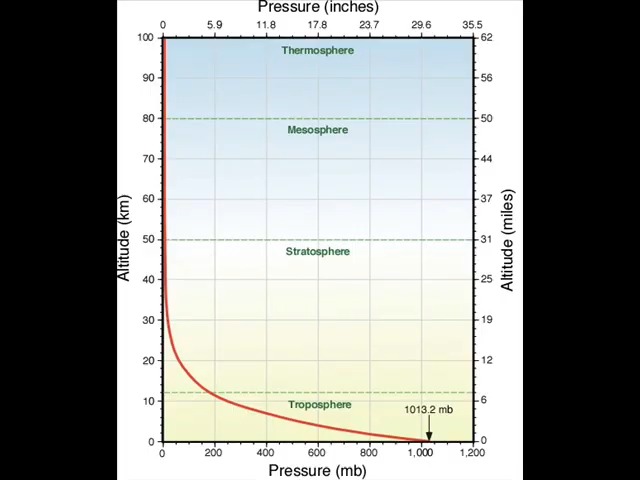 Pressure (inches)
0 5.9 11.8 17.8 23.7 29.6 35.5
100 Thermosphere 62
90 56
80 50
Mesosphere
70 44
60 37
50 31
Stratosphere
40 25
30 19
20 12
10 Troposphere 6
1013.2 mb
0 0
0 200 400 600 800 1,000 1,200
Pressure (mb)
Altitude (km)
Altitude (miles)